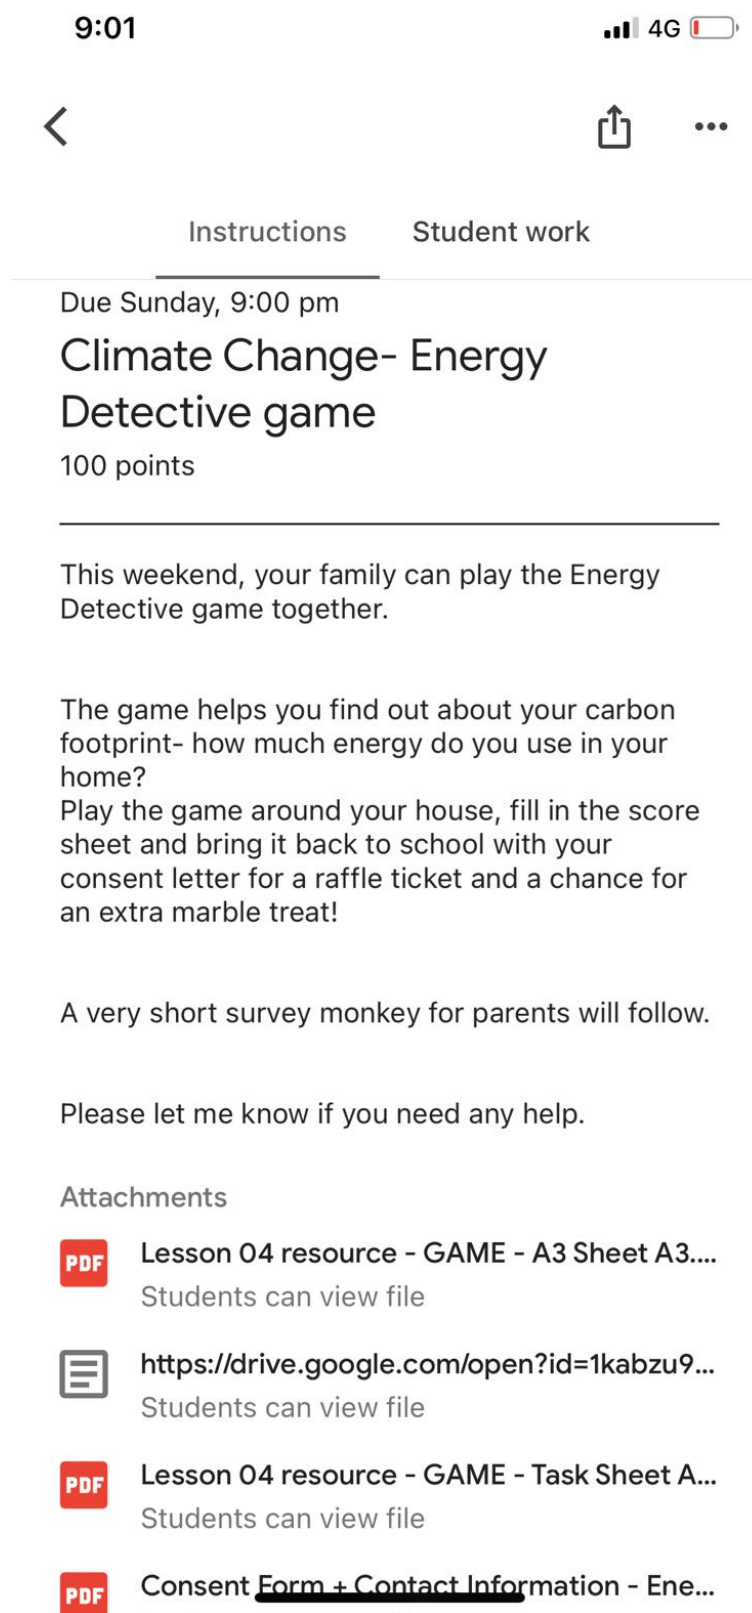 9:01
4G
Instructions
Student work
Due Sunday, 9:00 pm
Climate Change- Energy
Detective game
100 points
This weekend, your family can play the Energy
Detective game together.
The game helps you find out about your carbon
footprint- how much energy do you use in your
home?
Play the game around your house, fill in the score
sheet and bring it back to school with your
consent letter for a raffle ticket and a chance for
an extra marble treat!
A very short survey monkey for parents will follow.
Please let me know if you need any help.
Attachments
PDF
Lesson 04 resource - GAME - A3 Sheet A3....
Students can view file
https://drive.google.com/open?id=1kabzu9...
Students can view file
PDF
Lesson 04 resource - GAME - Task Sheet A...
Students can view file
PDF
Consent Form + Contact Information - Ene...